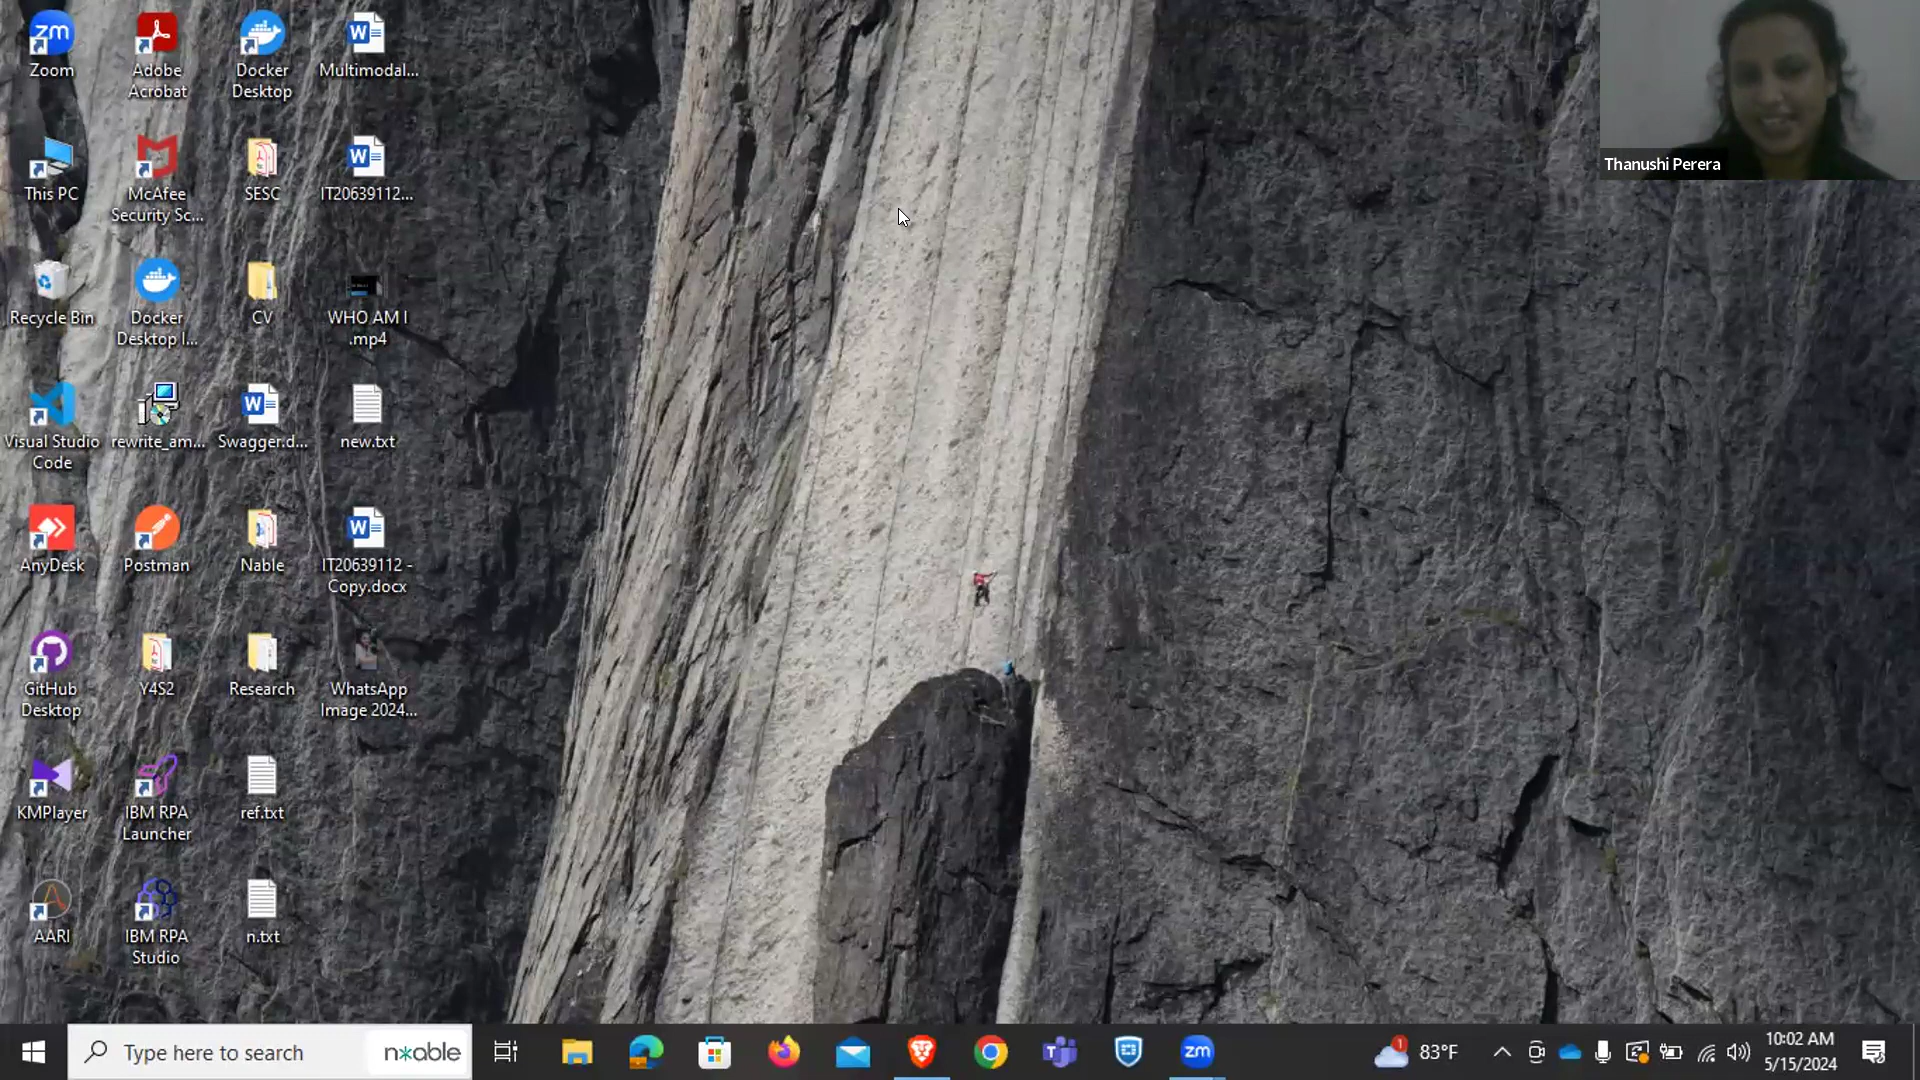 Zoom
Adobe
Acrobat
Docker
Desktop
Multimodal...
This PC
McAfee
Security Sc...
SESC
IT20639112...
Recycle Bin
Docker
Desktop I...
CV
WHO AM I
.mp4
Visual Studio
Code
rewrite_am...
Swagger.d...
new.txt
AnyDesk
Postman
Nable
IT20639112 -
Copy.docx
GitHub
Desktop
Y4S2
Research
WhatsApp
Image 2024...
KMPlayer
IBM RPA
Launcher
ref.txt
AARI
IBM RPA
Studio
n.txt
Thanushi Perera
Type here to search
n*able
zm
1
83°F
10:02 AM
5/15/2024